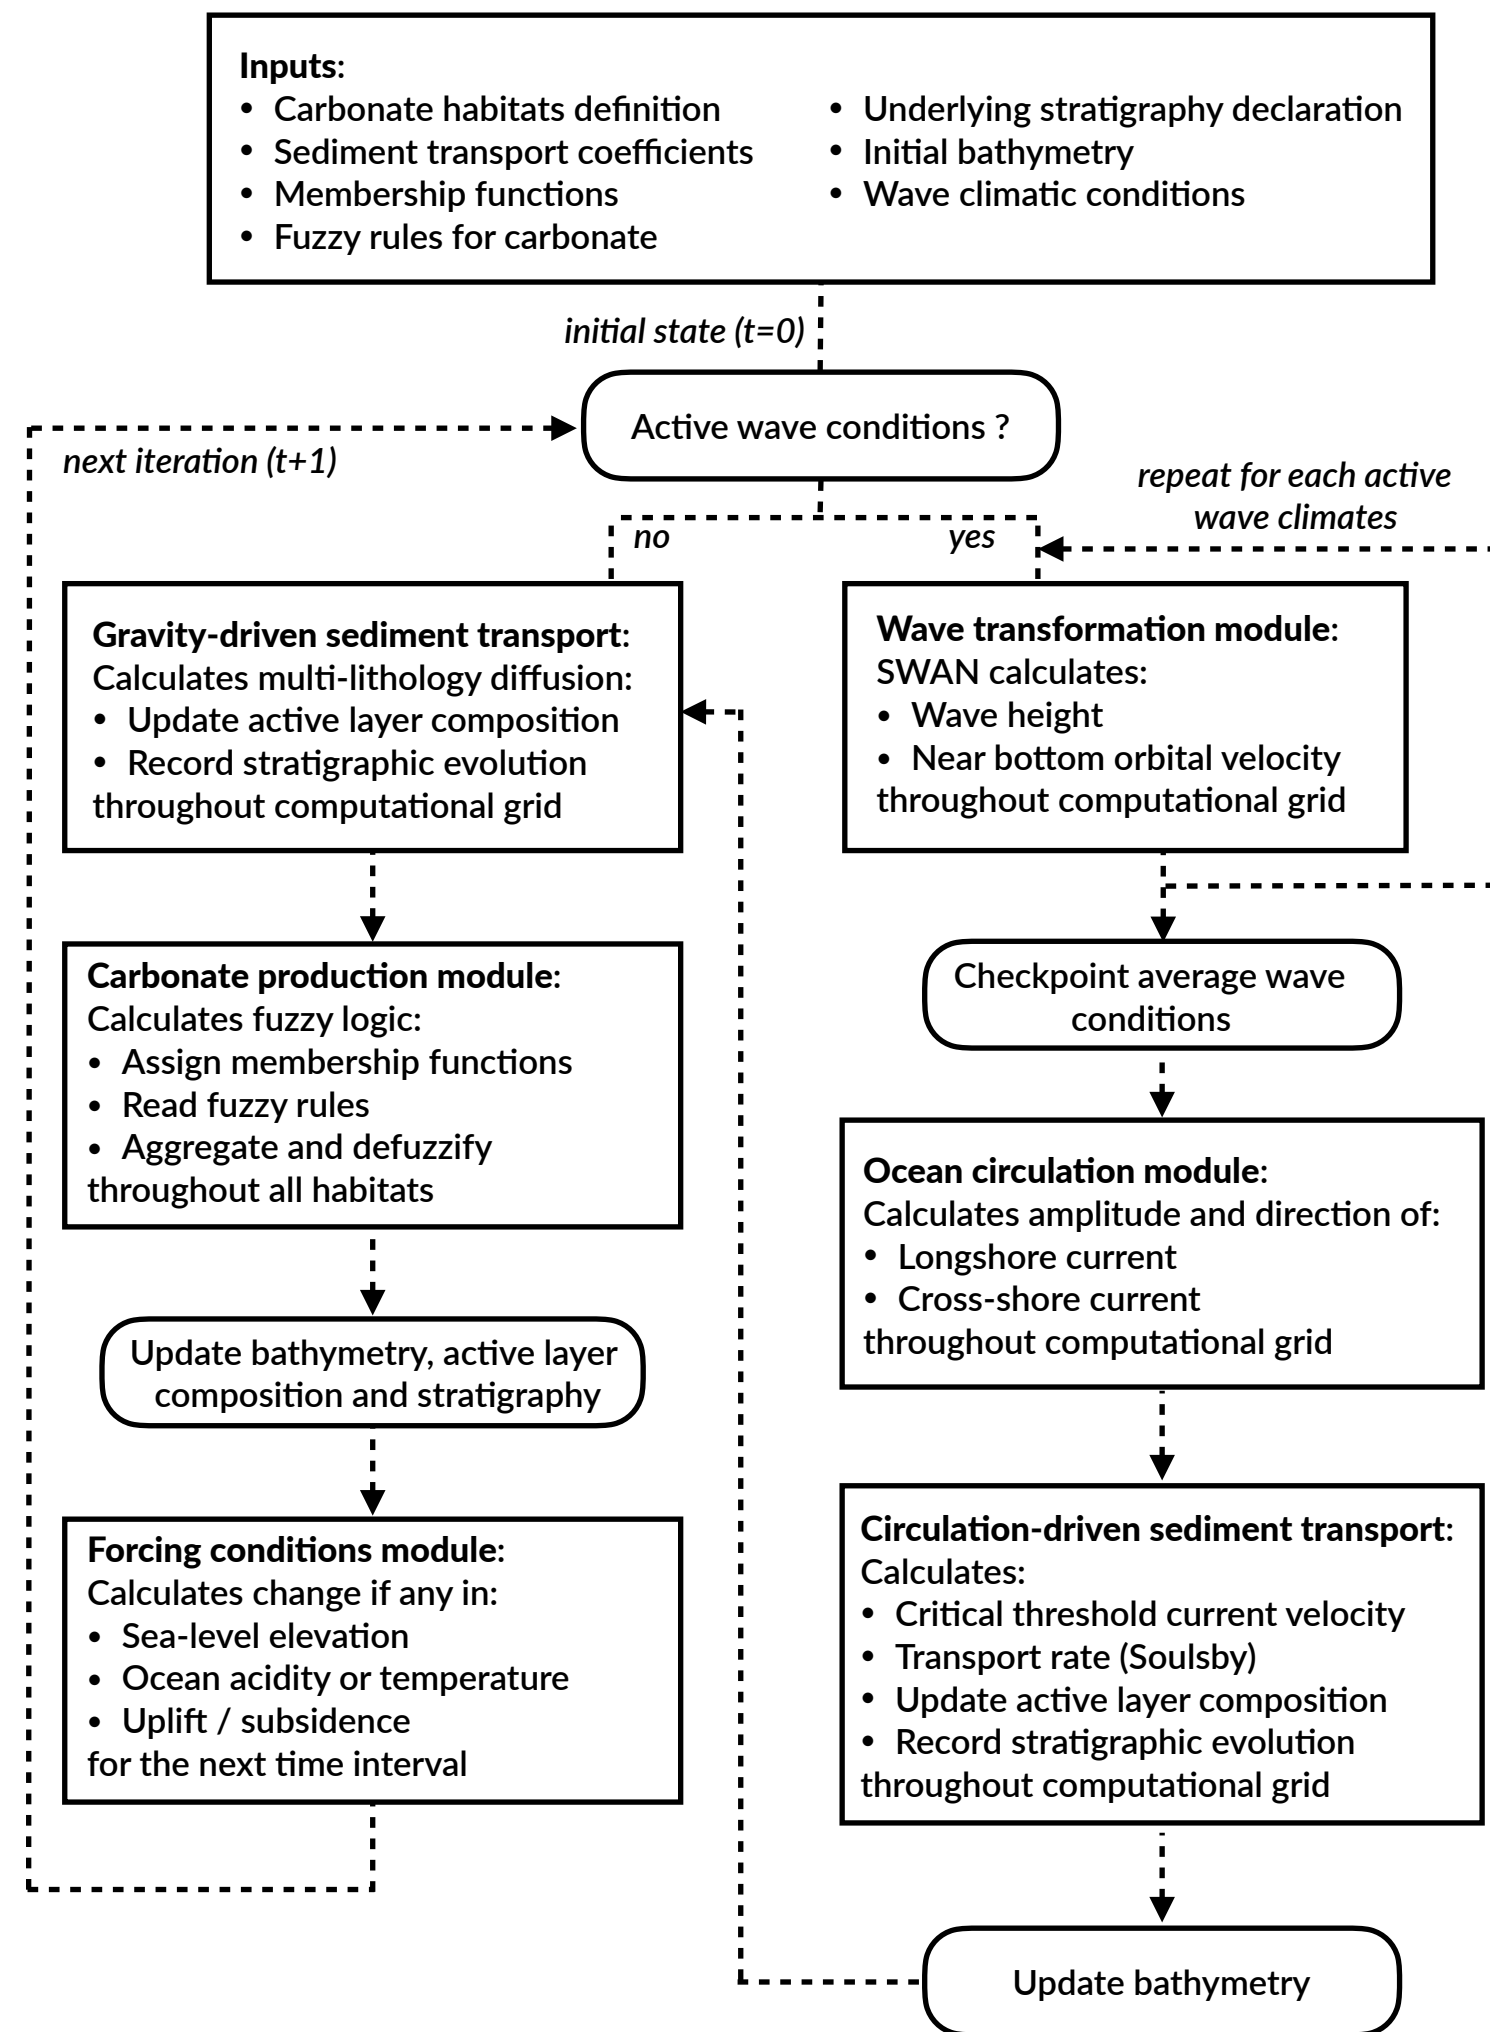 Inputs:
• Carbonate habitats definition
• Sediment transport coefficients
• Membership functions
• Fuzzy rules for carbonate
• Underlying stratigraphy declaration
• Initial bathymetry
• Wave climatic conditions
initial state (t=0)
Active wave conditions ?
next iteration (t+1)
repeat for each active
wave climates
no
yes
Gravity-driven sediment transport:
Calculates multi-lithology diffusion:
• Update active layer composition
• Record stratigraphic evolution
throughout computational grid
Carbonate production module:
Calculates fuzzy logic:
• Assign membership functions
• Read fuzzy rules
• Aggregate and defuzzify
throughout all habitats
Update bathymetry, active layer
composition and stratigraphy
Forcing conditions module:
Calculates change if any in:
• Sea-level elevation
• Ocean acidity or temperature
• Uplift / subsidence
for the next time interval
Wave transformation module:
SWAN calculates:
• Wave height
• Near bottom orbital velocity
throughout computational grid
Checkpoint average wave
conditions
Ocean circulation module:
Calculates amplitude and direction of:
• Longshore current
• Cross-shore current
throughout computational grid
Circulation-driven sediment transport:
Calculates:
• Critical threshold current velocity
• Transport rate (Soulsby)
• Update active layer composition
• Record stratigraphic evolution
throughout computational grid
Update bathymetry